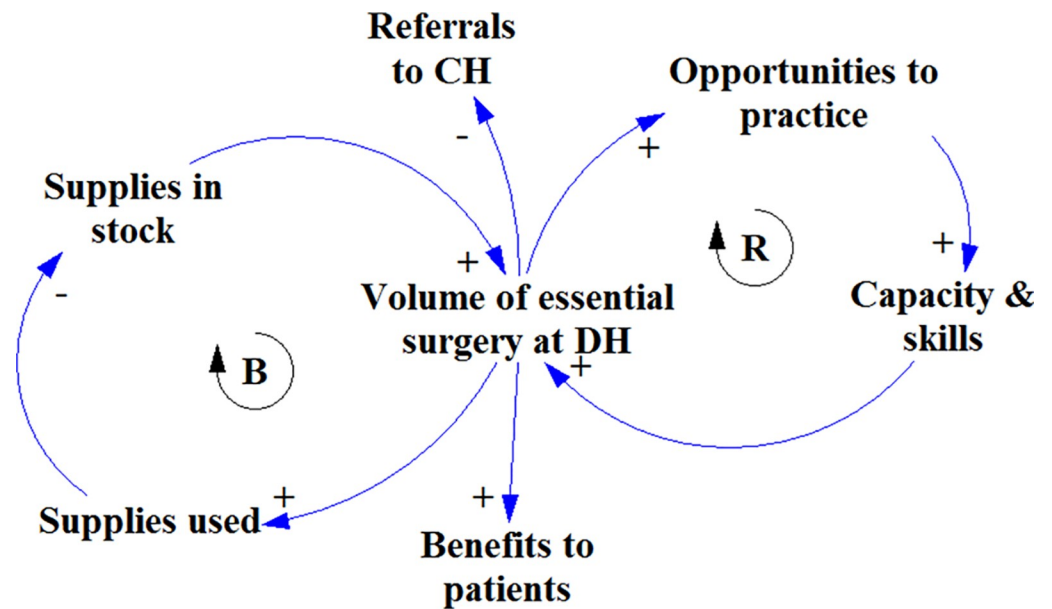 Referrals
to CH
-
Opportunities to
practice
+
Supplies in
stock
-
+
Volume of essential
surgery at DH
+
R
+
Capacity &
skills
B
+
Supplies used
+
Benefits to
patients